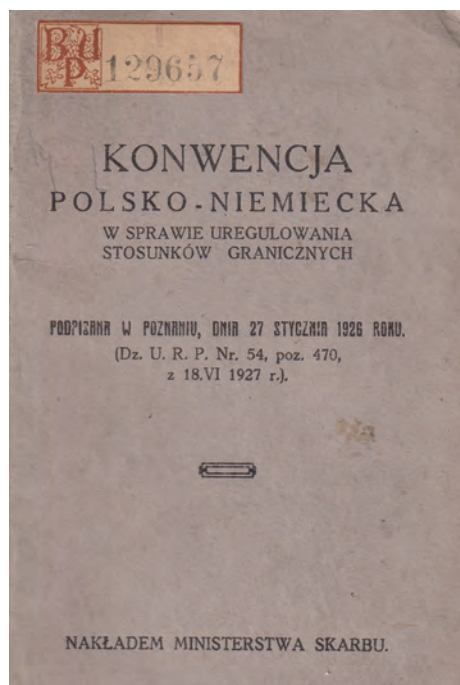 BU
P 129657
KONWENCJA
POLSKO-NIEMIECKA
W SPRAWIE UREGULOWANIA
STOSUNKÓW GRANICZNYCH
PODPISANA W POZNANIU, DNIA 27 STYCZNIA 1926 ROKU.
(Dz. U. R. P. Nr. 54, poz. 470,
z 18.VI 1927 r.).
NAKŁADEM MINISTERSTWA SKARBU.